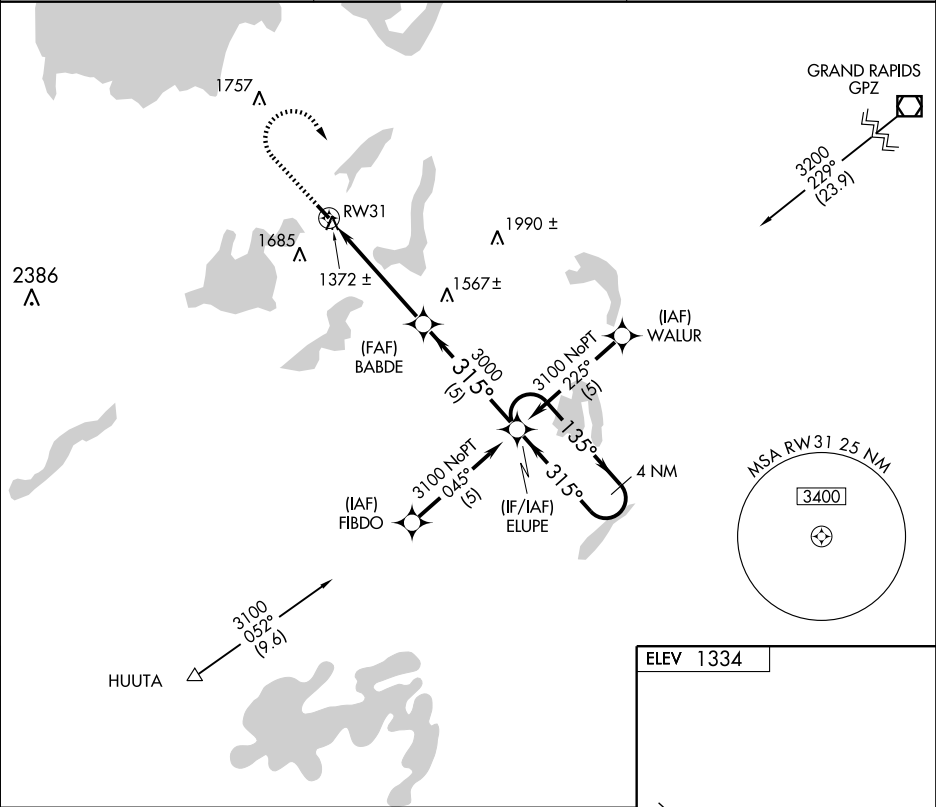 GRAND RAPIDS
GPZ
1757
3200
229°
(23.9)
RW31
1990 ±
1685
1372 ±
1567±
2386
(IAF)
WALUR
(FAF)
BABDE
3000
315°
(5)
3100 NoPT
225°
(5)
135°
4 NM
315°
3100 NoPT
045°
(5)
(IAF)
FIBDO
(IF/IAF)
ELUPE
MSA RW31 25 NM
3400
3100
052°
(9.6)
HUUTA
ELEV 1334